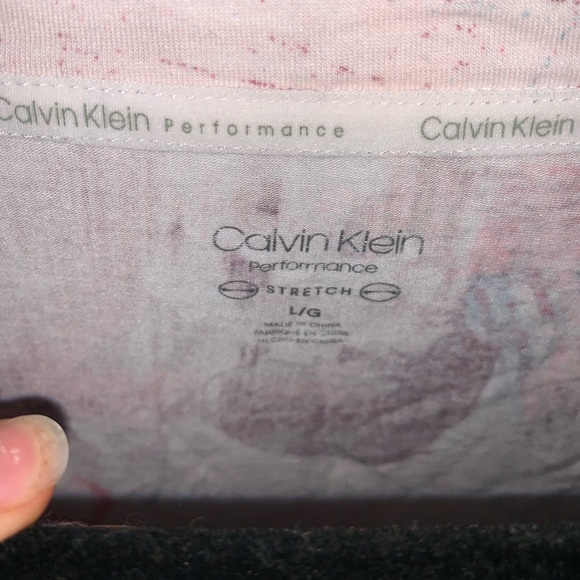 Calvin Klein Performance Calvin Klein
Calvin Klein
Performance
STRETCH
L/G
MADE IN CHINA
FABRIQUÉ EN CHINE
HECHO EN CHINA